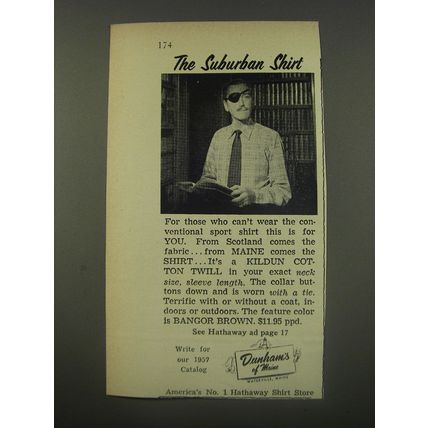 174
The Suburban Shirt
For those who can't wear the con-
ventional sport shirt this is for
YOU. From Scotland comes the
fabric...from MAINE comes the
SHIRT...It's a KILDUN COT-
TON TWILL in your exact neck
size, sleeve length. The collar but-
tons down and is worn with a tie.
Terrific with or without a coat, in-
doors or outdoors. The feature color
is BANGOR BROWN. $11.95 ppd.
See Hathaway ad page 17
Write for
our 1957
Catalog
Dunham's
of Maine
WATERVILLE, MAINE
America's No. 1 Hathaway Shirt Store